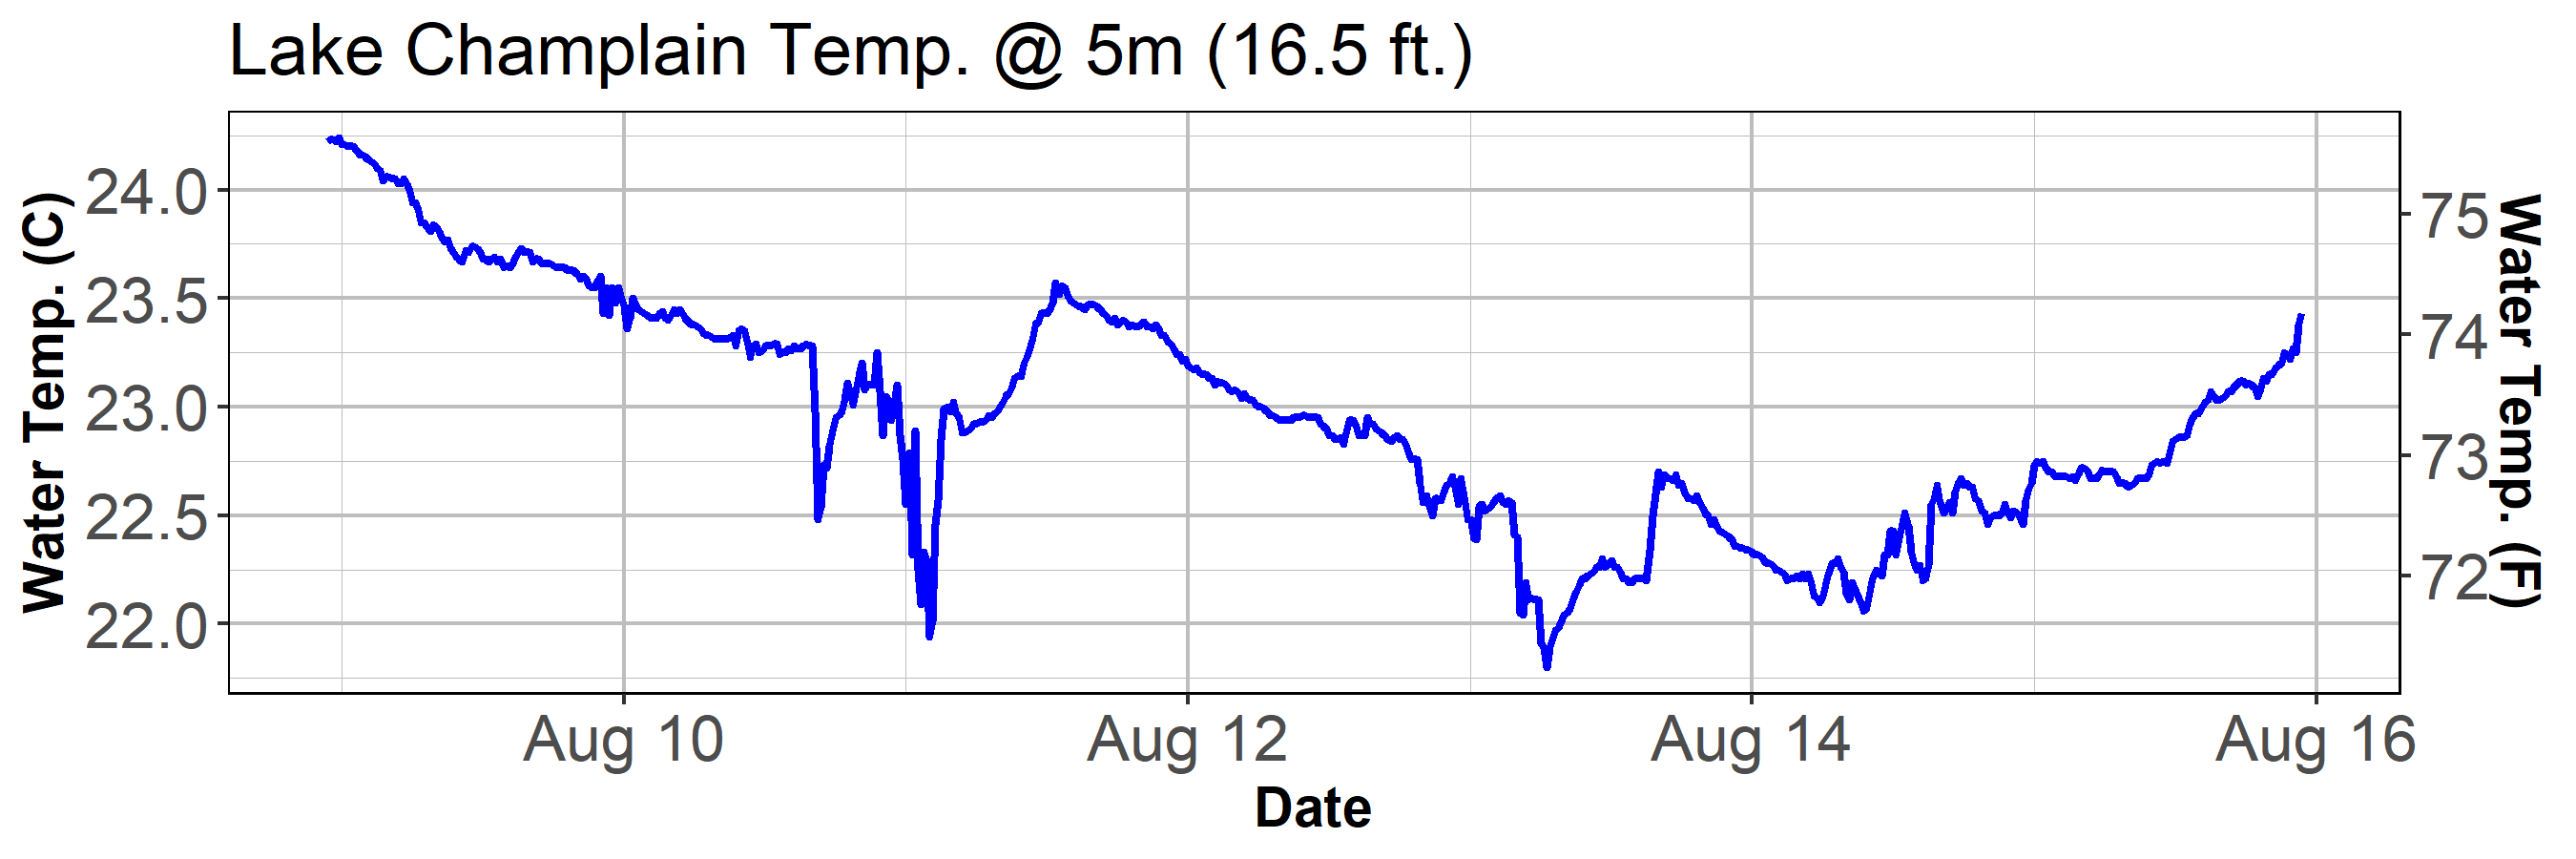 Lake Champlain Temp. @ 5m (16.5 ft.)
Water Temp. (C)
24.0
23.5
23.0
22.5
22.0
75
74
73
72
Water Temp. (F)
Aug 10
Aug 12
Aug 14
Aug 16
Date